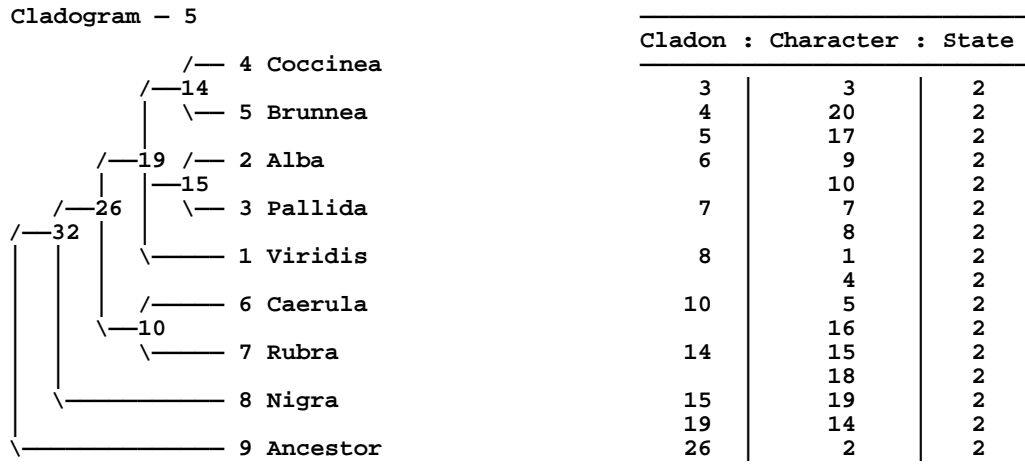 Cladogram — 5
Cladon : Character : State
/—— 4 Coccinea
/——14
\—— 5 Brunnea
/——19 /—— 2 Alba
|——15
/——26 \—— 3 Pallida
/——32
\—————— 1 Viridis
/—————— 6 Caerula
\——10
\—————— 7 Rubra
\———————————— 8 Nigra
\——————————————— 9 Ancestor
3 | 3 | 2
4 | 20 | 2
5 | 17 | 2
6 | 9 | 2
| 10 | 2
7 | 7 | 2
| 8 | 2
8 | 1 | 2
| 4 | 2
10 | 5 | 2
| 16 | 2
14 | 15 | 2
| 18 | 2
15 | 19 | 2
19 | 14 | 2
26 | 2 | 2